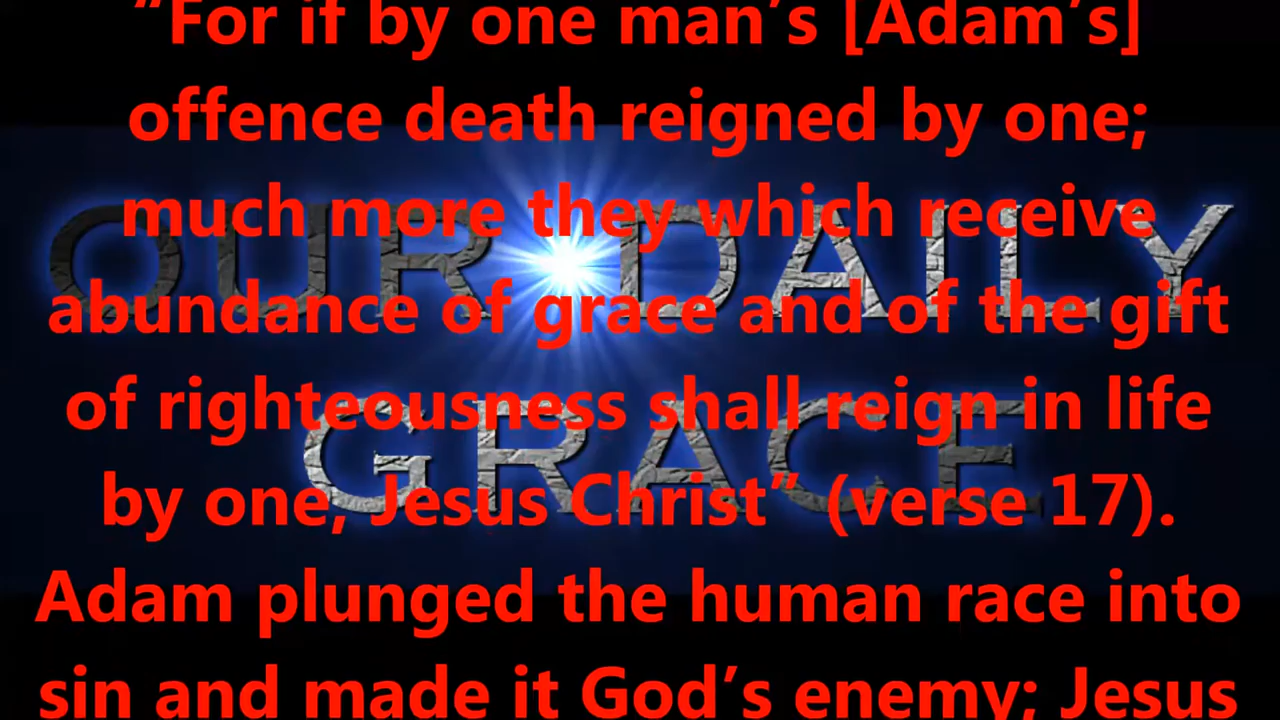 “For if by one man’s [Adam’s]
offence death reigned by one;
much more they which receive
abundance of grace and of the gift
of righteousness shall reign in life
by one, Jesus Christ” (verse 17).
Adam plunged the human race into
sin and made it God’s enemy; Jesus
OUR DAILY
GRACE